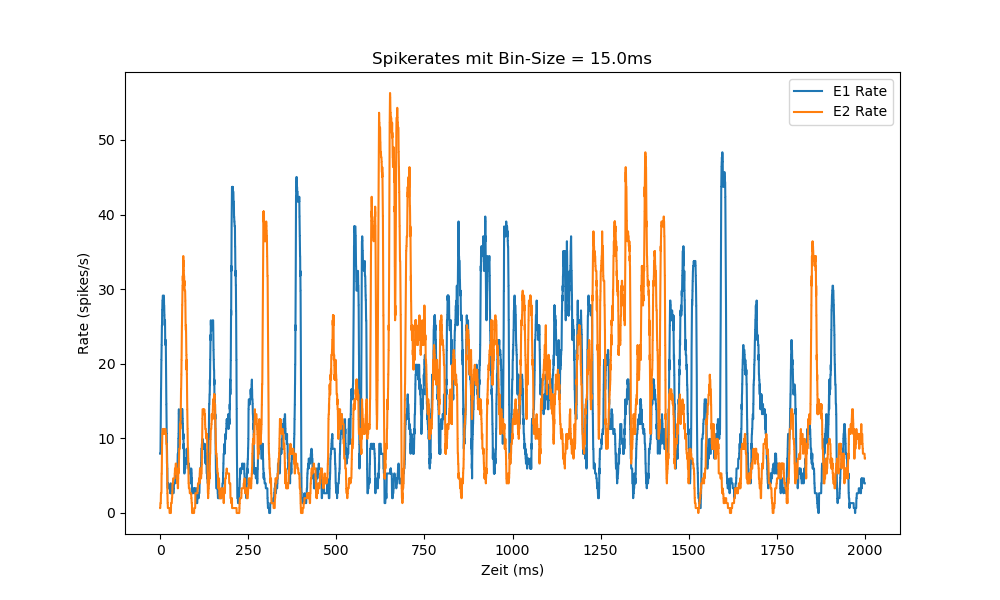 Spikerates mit Bin-Size = 15.0ms
E1 Rate
E2 Rate
Rate (spikes/s)
50
40
30
20
10
0
0 250 500 750 1000 1250 1500 1750 2000
Zeit (ms)